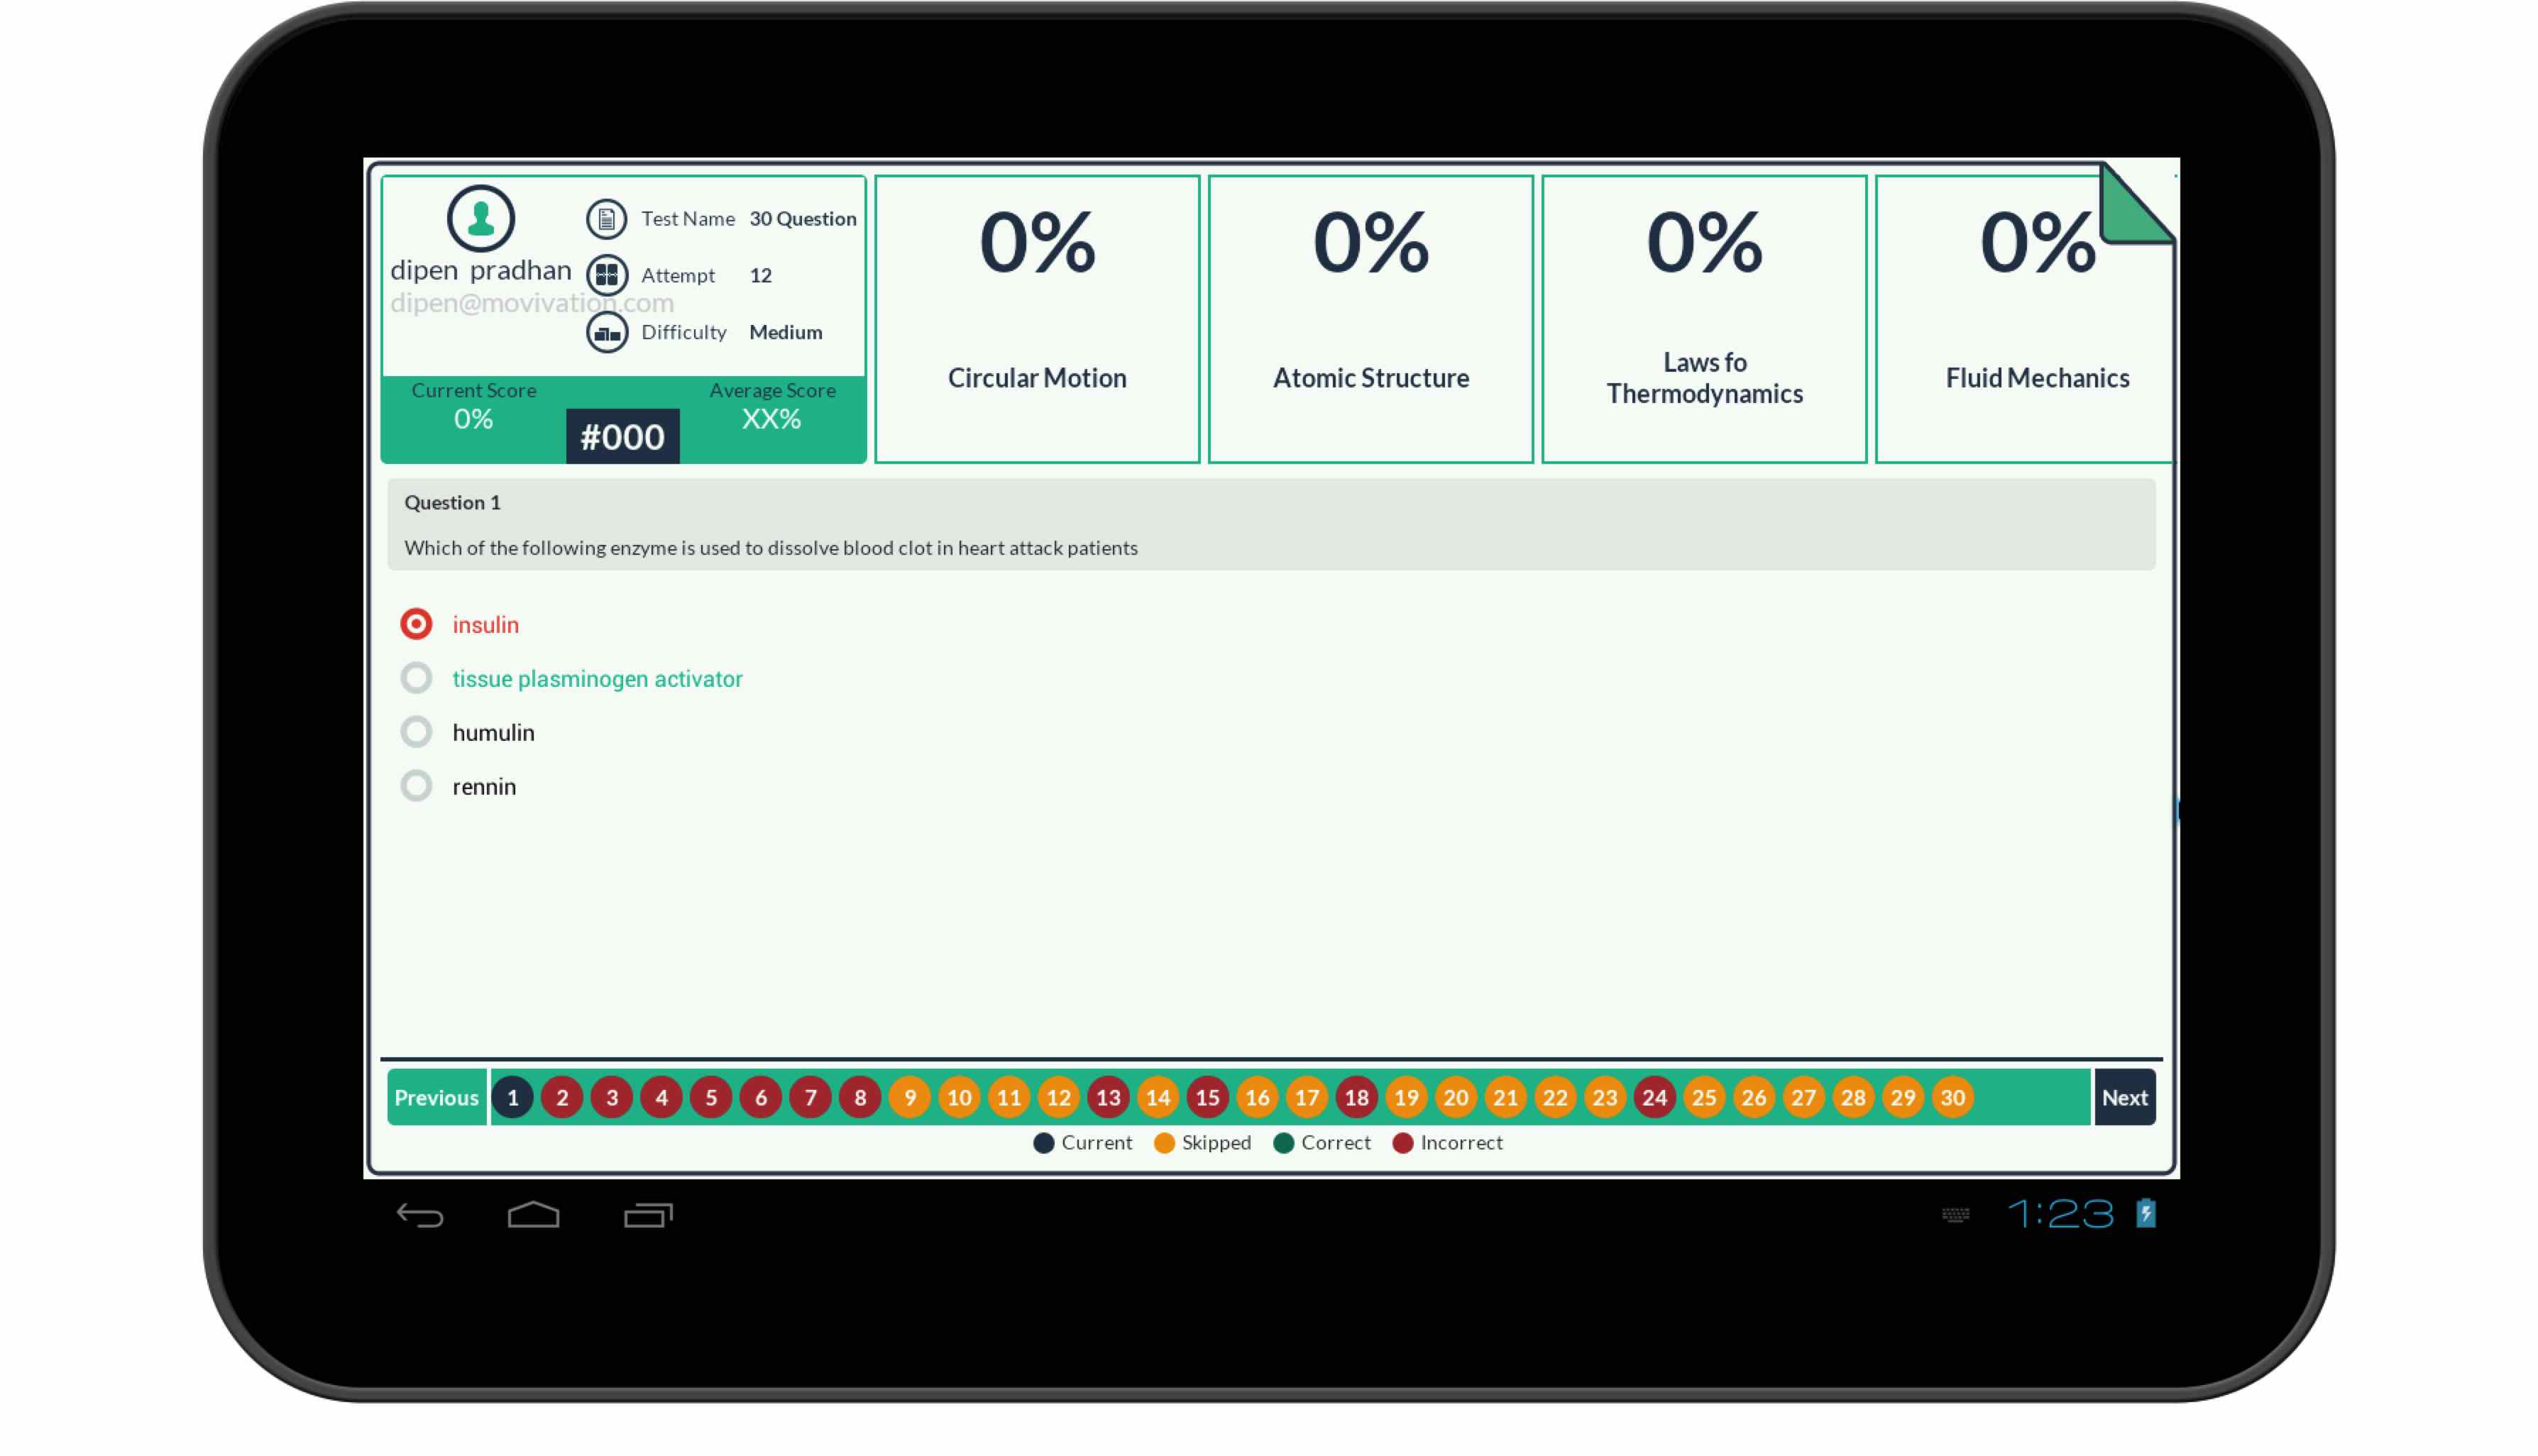 dipen pradhan
dipen@movivation.com
Test Name 30 Question
Attempt 12
Difficulty Medium
Current Score
0%
#000
Average Score
XX%
0%
Circular Motion
0%
Atomic Structure
0%
Laws fo
Thermodynamics
0%
Fluid Mechanics
Question 1
Which of the following enzyme is used to dissolve blood clot in heart attack patients
insulin
tissue plasminogen activator
humulin
rennin
Previous 1 2 3 4 5 6 7 8 9 10 11 12 13 14 15 16 17 18 19 20 21 22 23 24 25 26 27 28 29 30 Next
Current Skipped Correct Incorrect
1:23